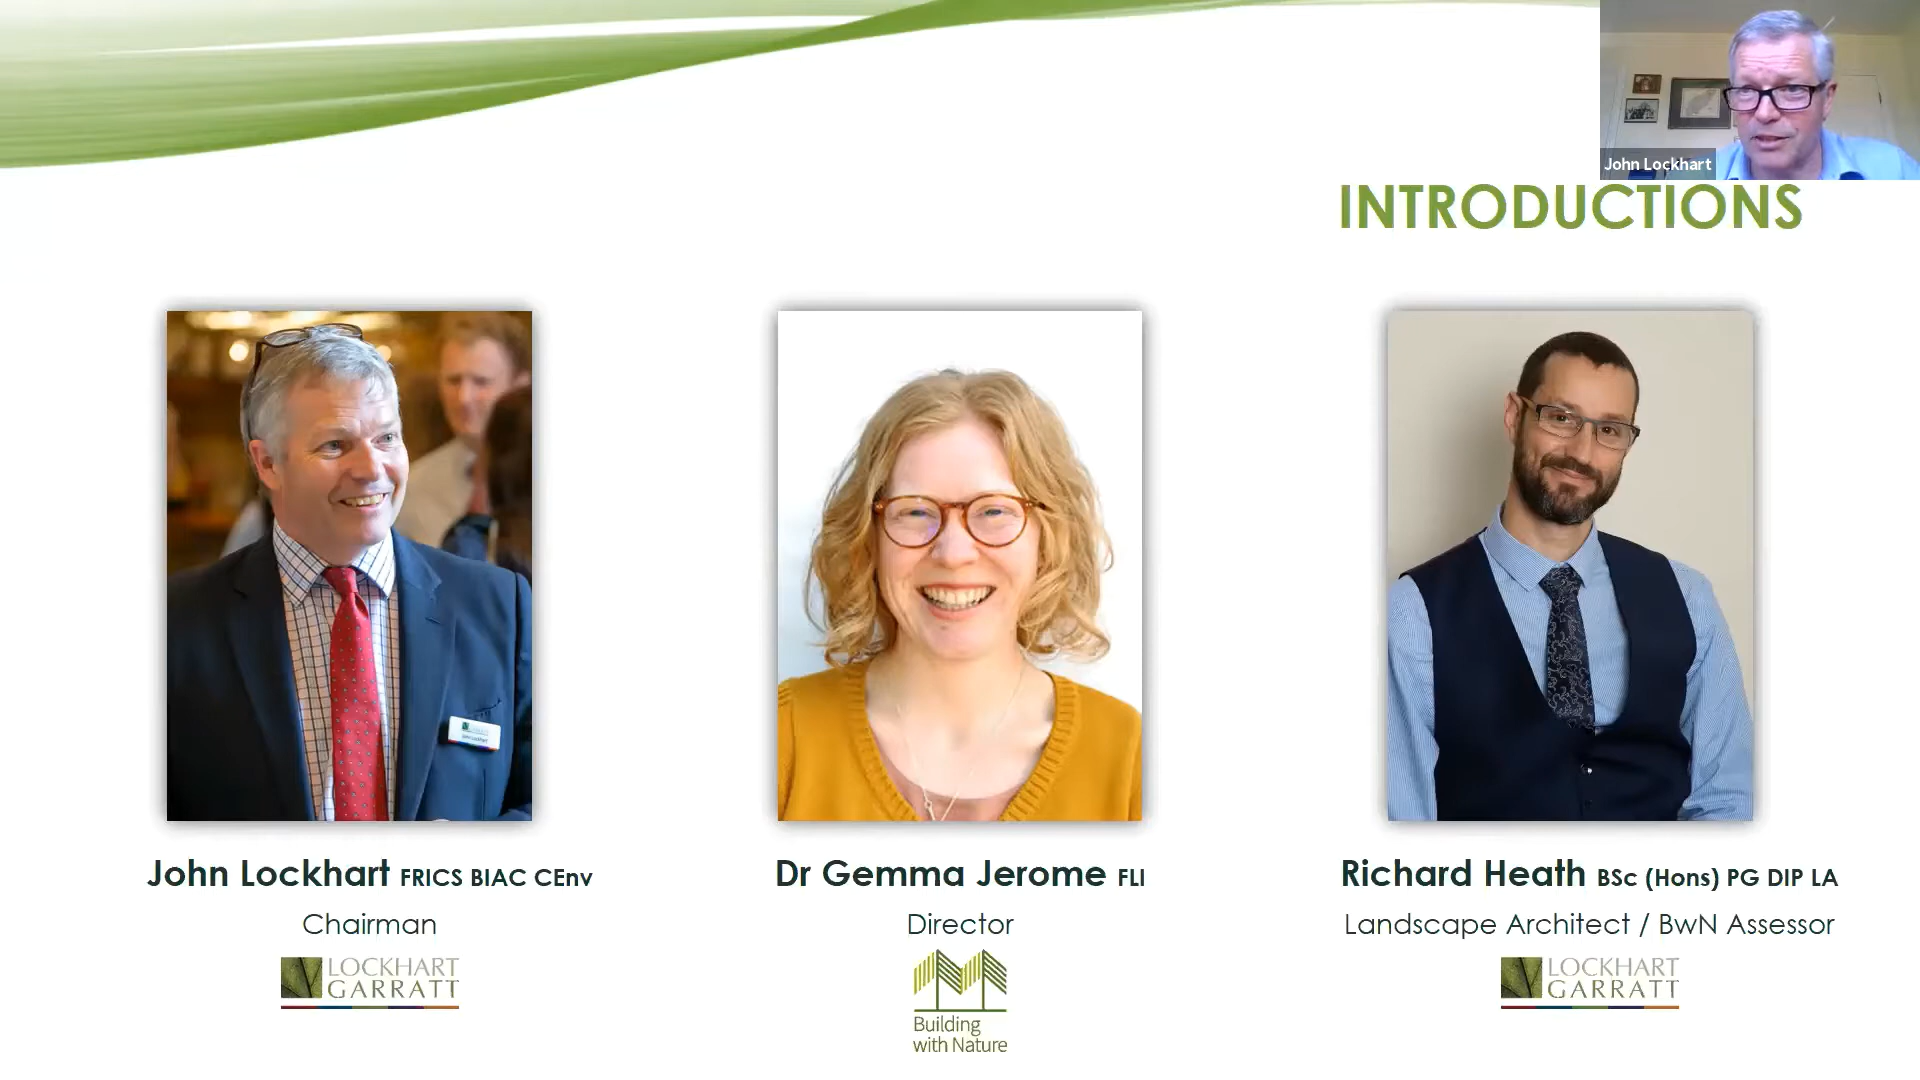 John Lockhart
INTRODUCTIONS
John Lockhart FRICS BIAC CEnv
Chairman
LOCKHART
GARRATT
Dr Gemma Jerome FLI
Director
Building
with Nature
Richard Heath BSc (Hons) PG DIP LA
Landscape Architect / BwN Assessor
LOCKHART
GARRATT